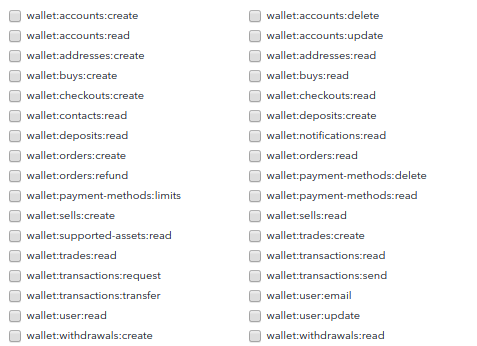 wallet:accounts:create wallet:accounts:delete
wallet:accounts:read wallet:accounts:update
wallet:addresses:create wallet:addresses:read
wallet:buys:create wallet:buys:read
wallet:checkouts:create wallet:checkouts:read
wallet:contacts:read wallet:deposits:create
wallet:deposits:read wallet:notifications:read
wallet:orders:create wallet:orders:read
wallet:orders:refund wallet:payment-methods:delete
wallet:payment-methods:limits wallet:payment-methods:read
wallet:sells:create wallet:sells:read
wallet:supported-assets:read wallet:trades:create
wallet:trades:read wallet:transactions:read
wallet:transactions:request wallet:transactions:send
wallet:transactions:transfer wallet:user:email
wallet:user:read wallet:user:update
wallet:withdrawals:create wallet:withdrawals:read